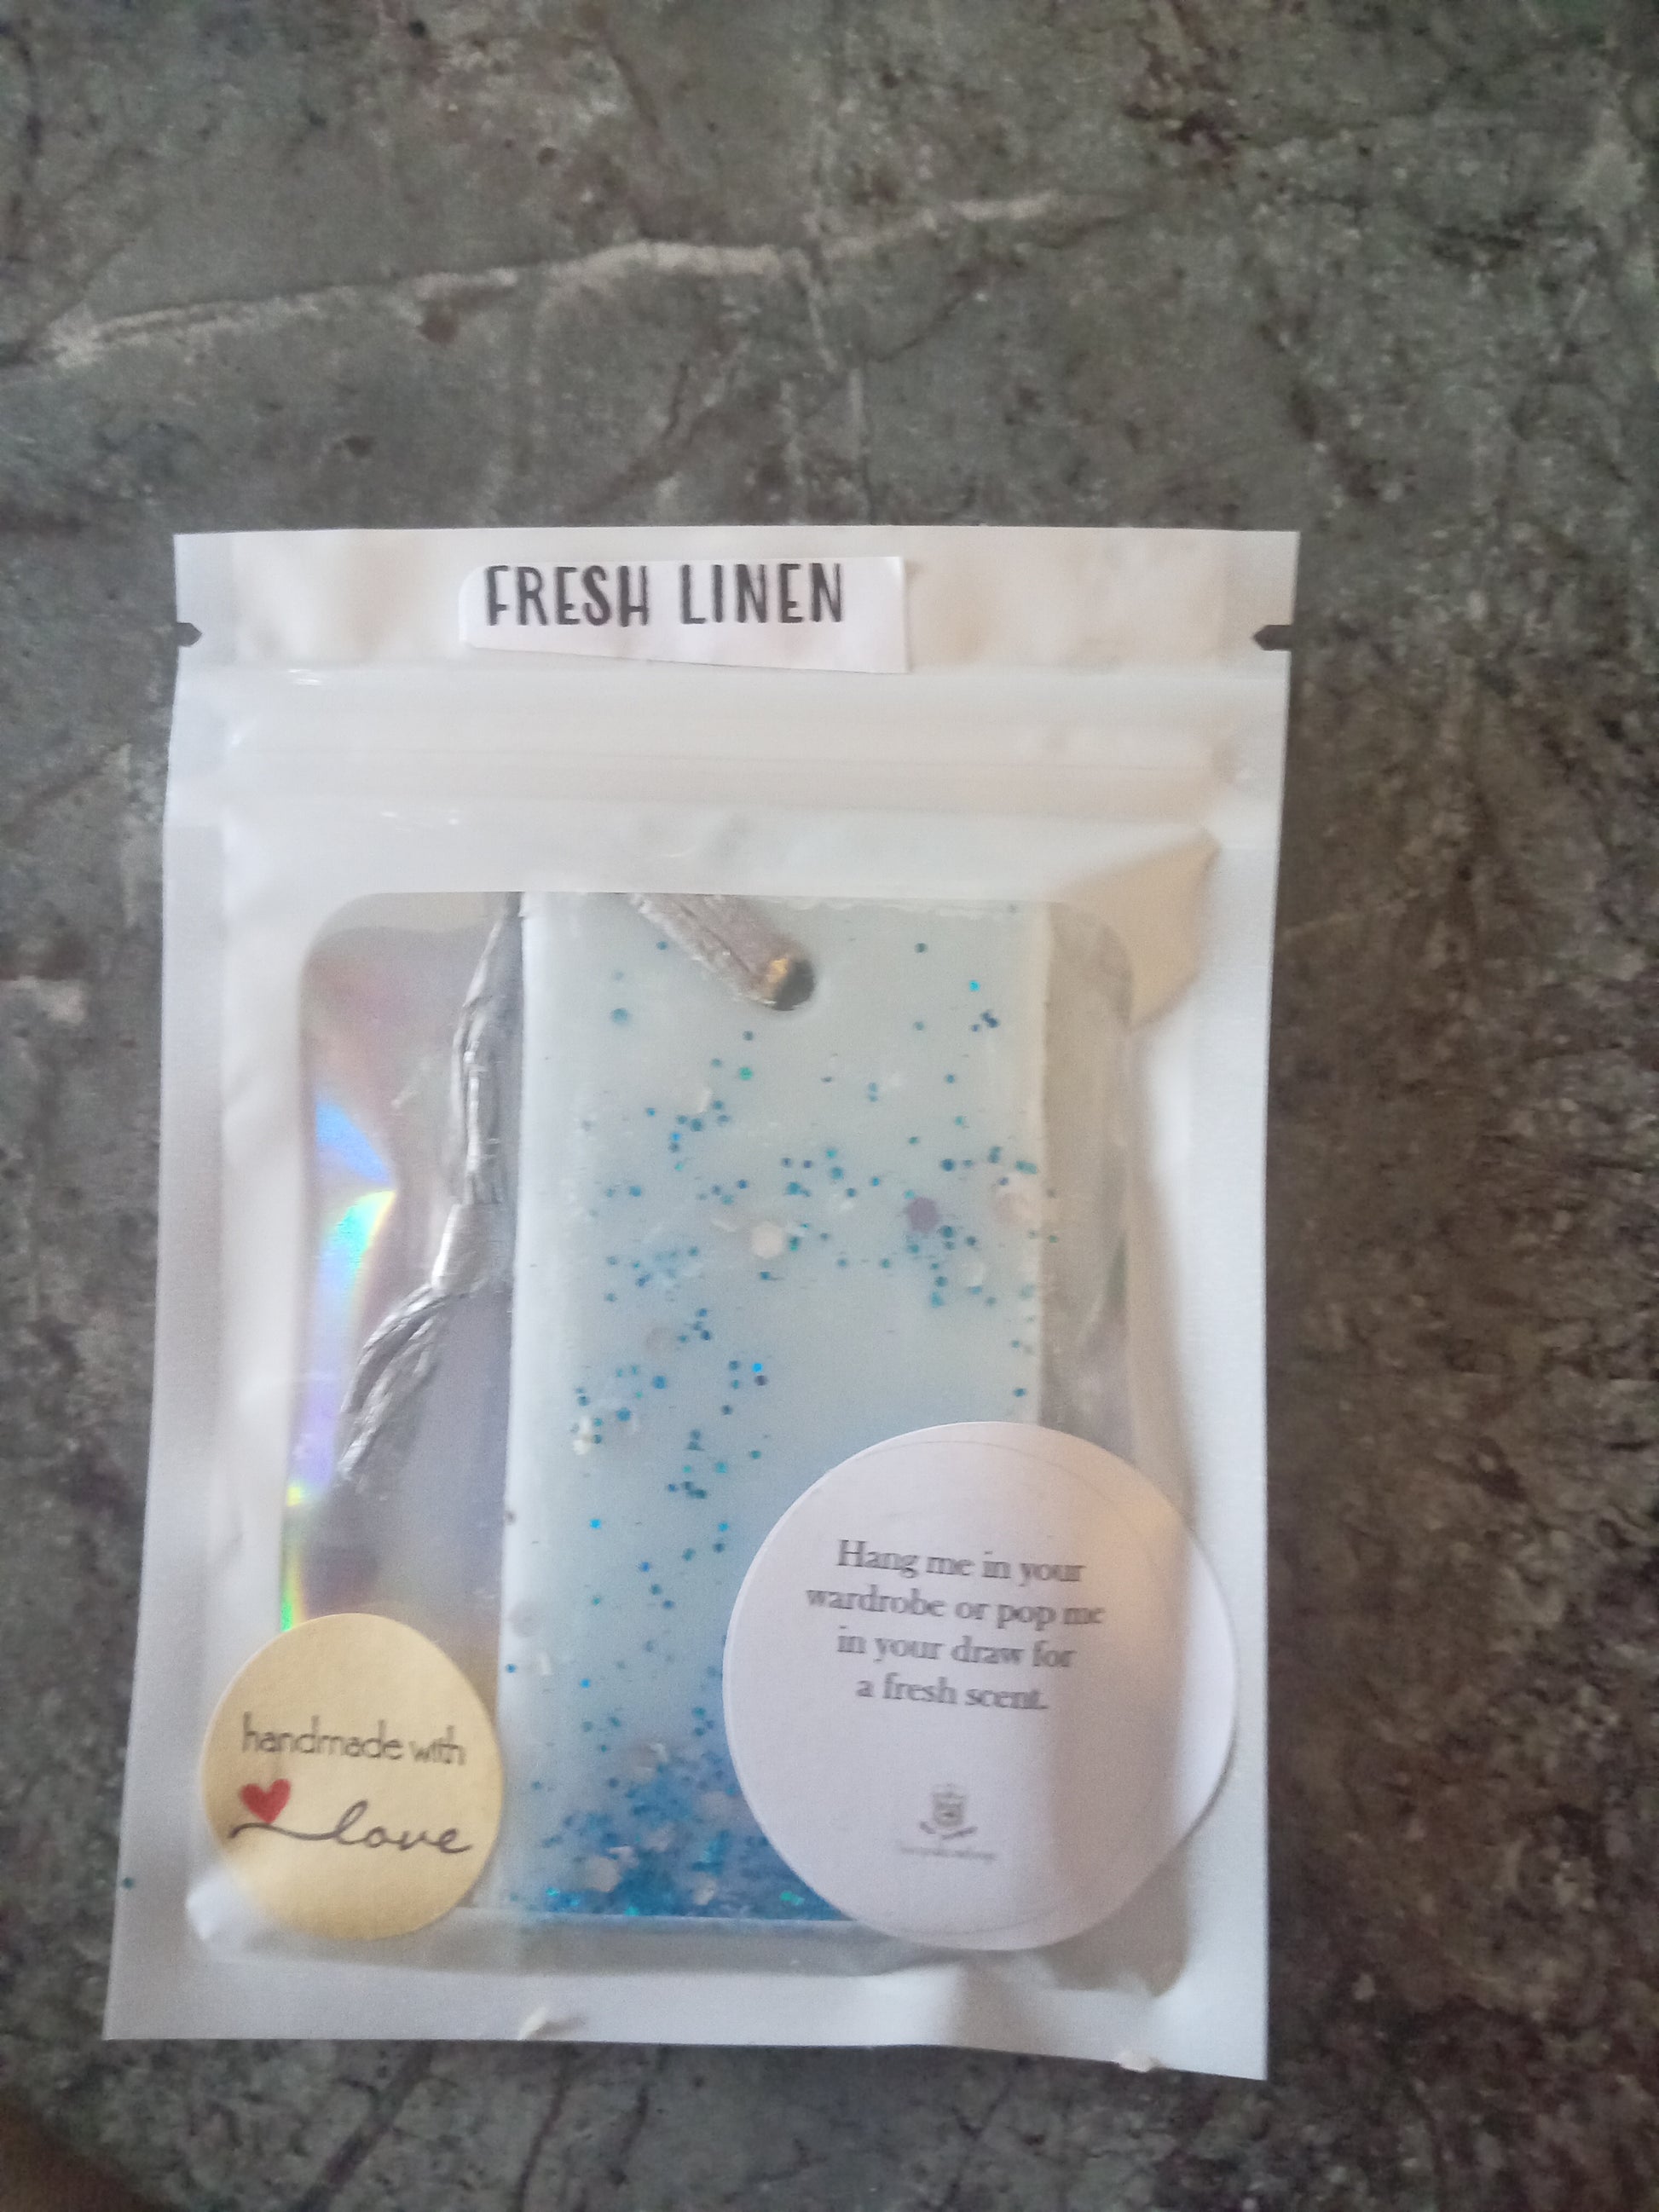 FRESH LINEN
Hang me in your
wardrobe or pop me
in your draw for
a fresh scent.
handmade with
love